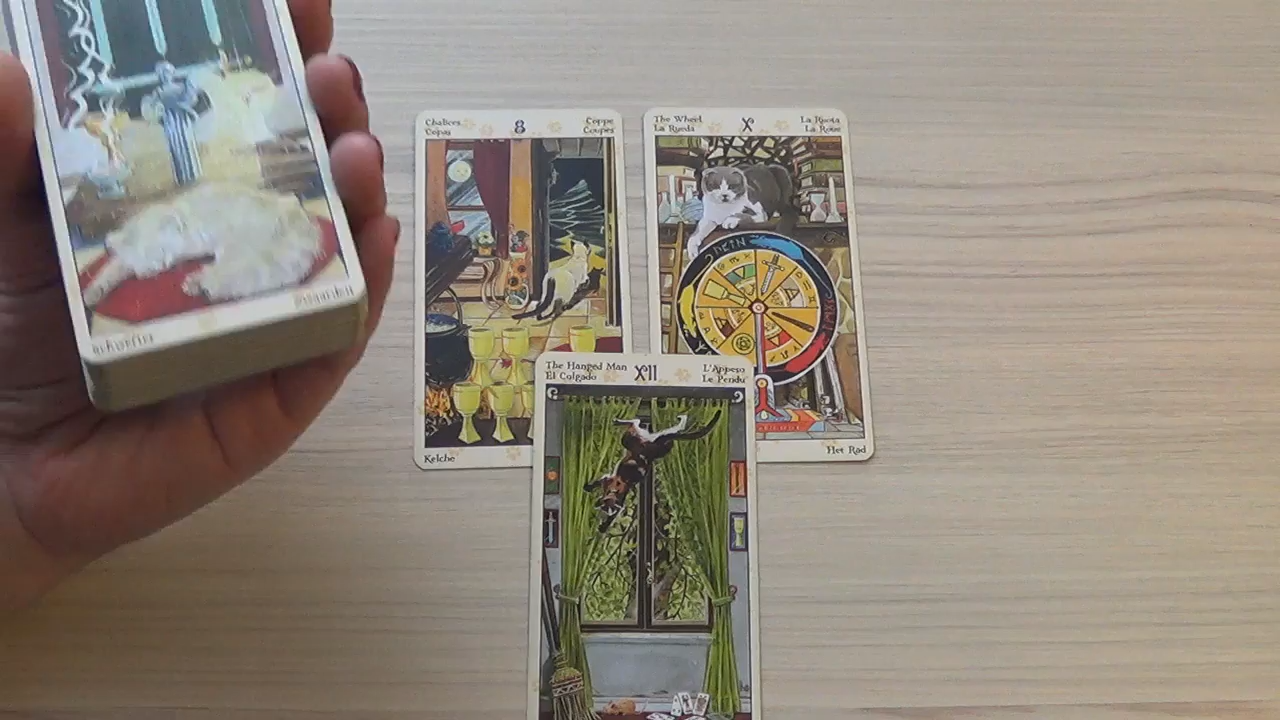 Chalices
Copas
8
Coppe
Coupes
Kelche
The Wheel
La Rueda
X
La Ruota
La Roue
Het Rad
The Hanged Man
El Colgado
XII
L'Appeso
Le Pendu